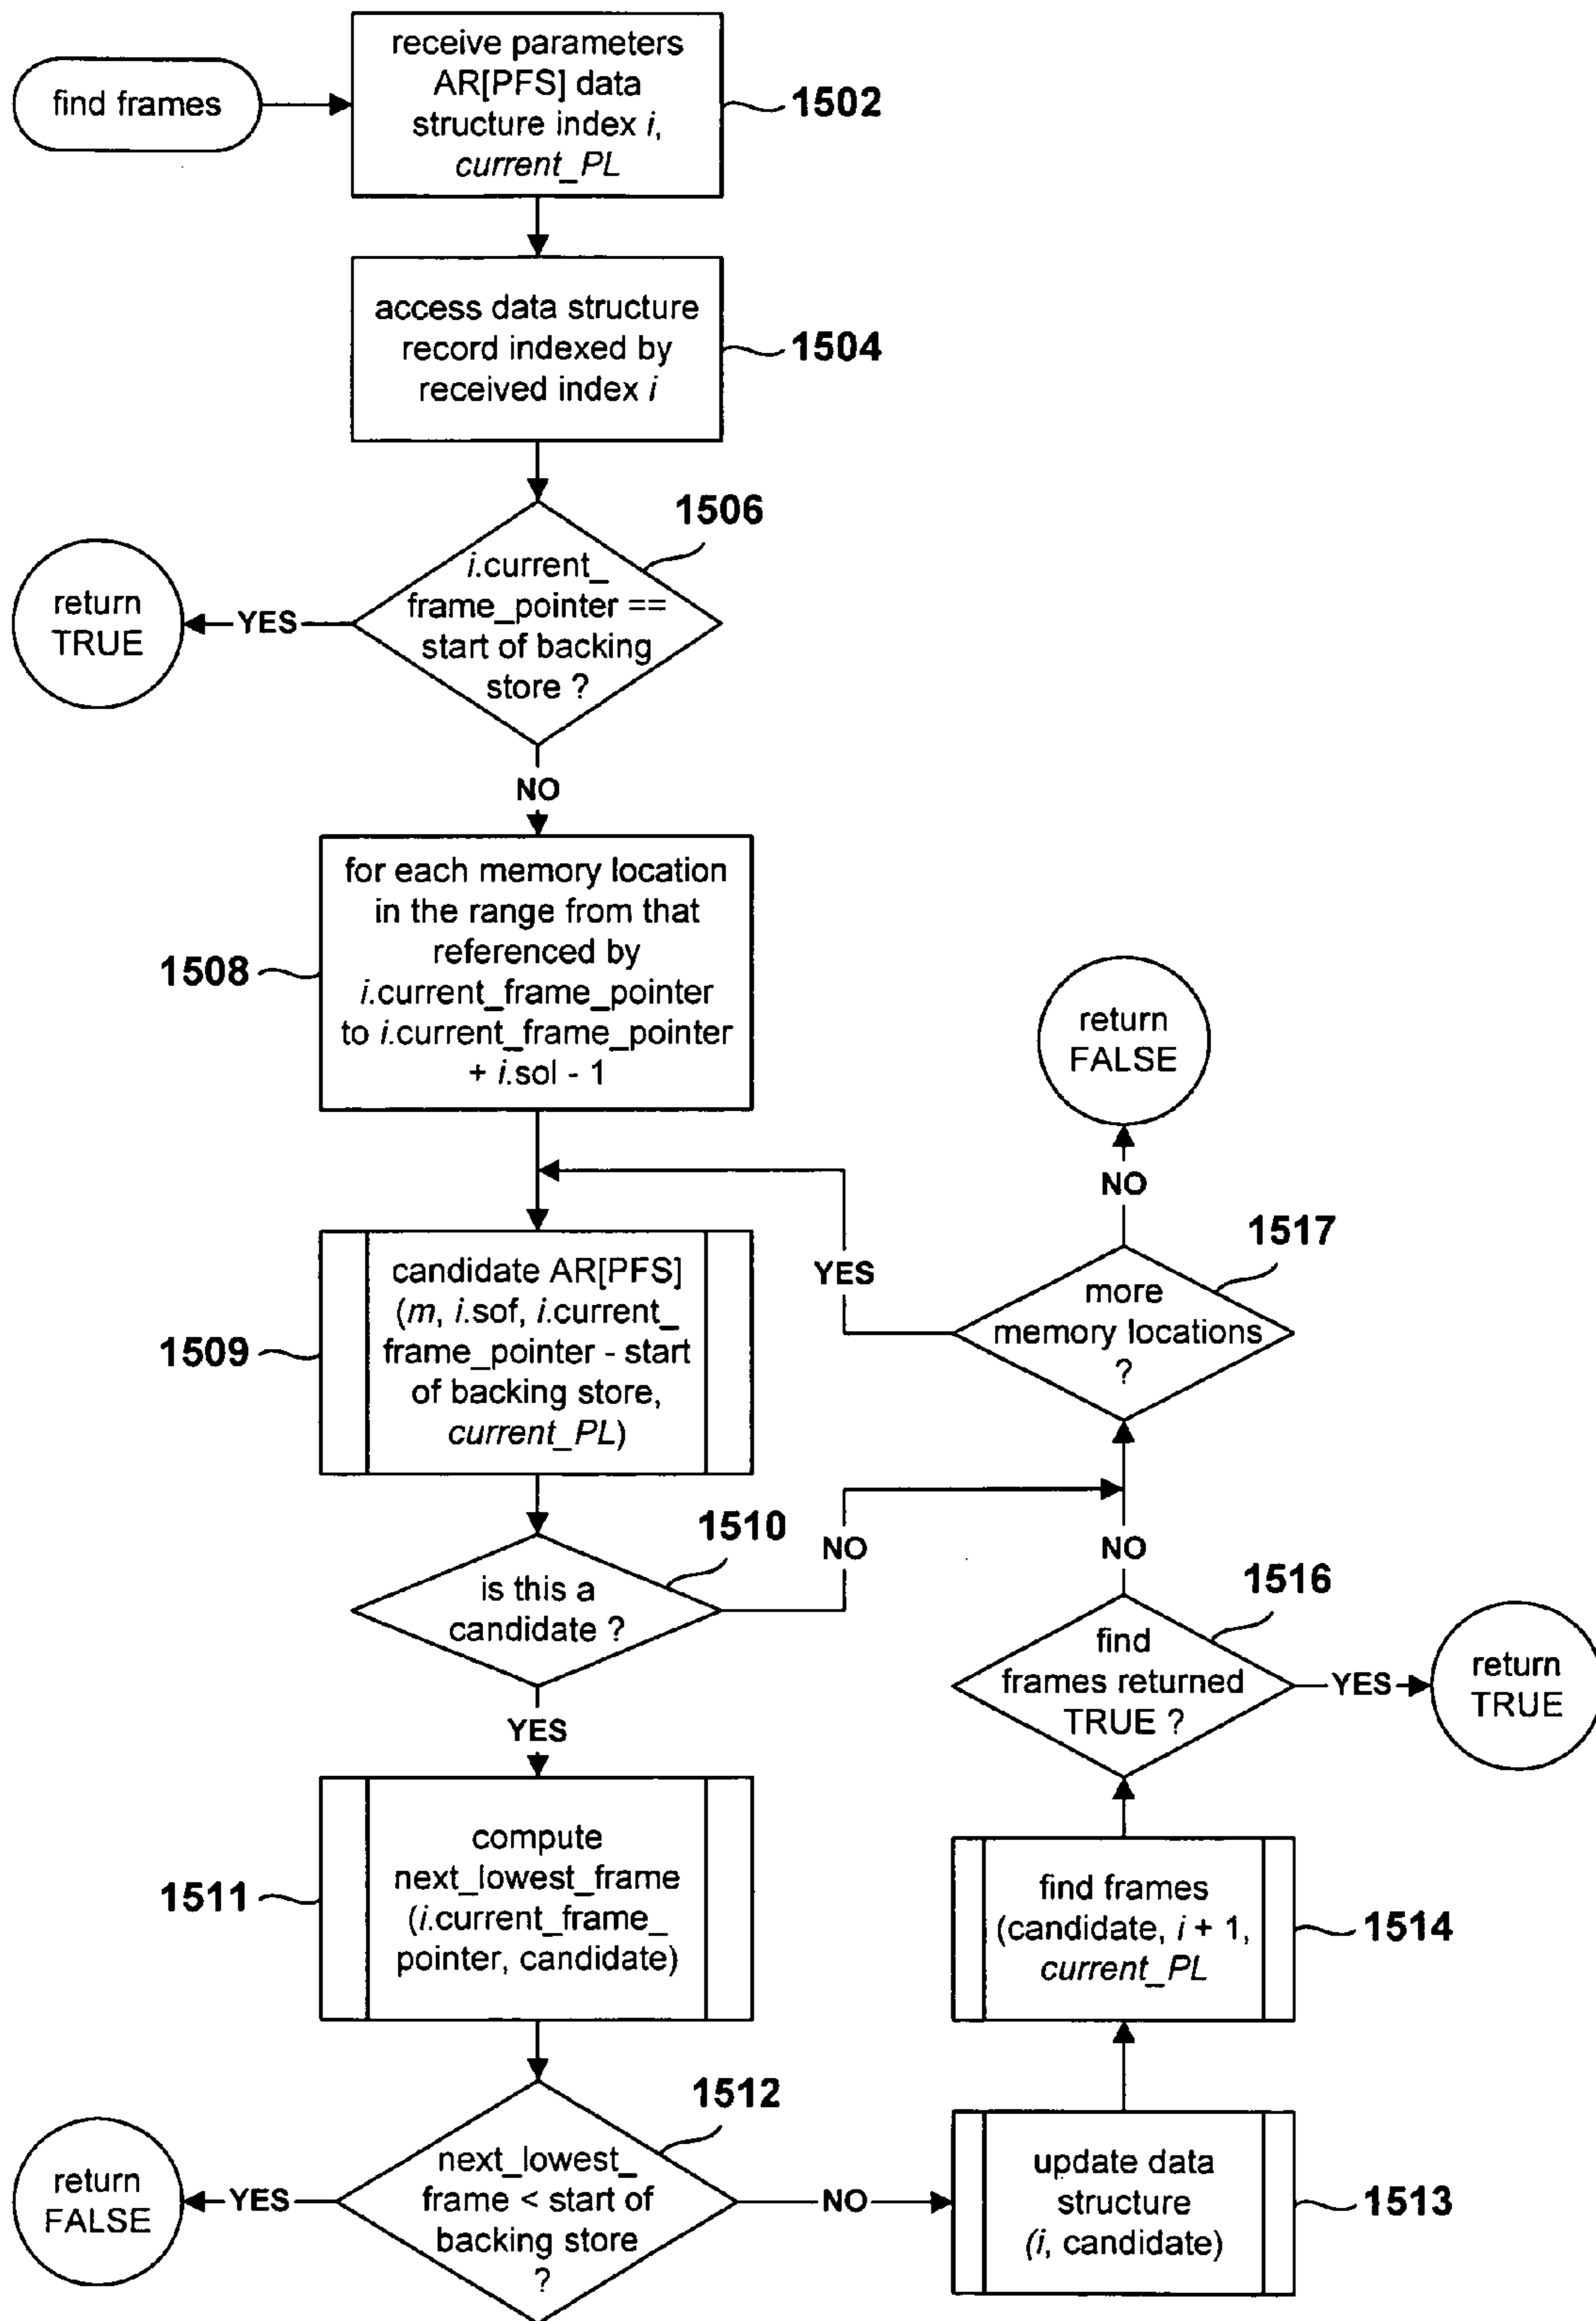 find frames
receive parameters
AR[PFS] data
structure index i,
current_PL
1502
access data structure
record indexed by
received index i
1504
1506
i.current_
frame_pointer ==
start of backing
store ?
YES
return
TRUE
NO
for each memory location
in the range from that
referenced by
i.current_frame_pointer
to i.current_frame_pointer
+ i.sol - 1
1508
candidate AR[PFS]
(m, i.sof, i.current_
frame_pointer - start
of backing store,
current_PL)
1509
1510
is this a
candidate ?
NO
YES
compute
next_lowest_frame
(i.current_frame_
pointer, candidate)
1511
1512
next_lowest_
frame < start of
backing store
?
YES
return
FALSE
NO
update data
structure
(i, candidate)
1513
find frames
(candidate, i + 1,
current_PL
1514
1516
find
frames returned
TRUE ?
YES
return
TRUE
NO
1517
more
memory locations
?
YES
NO
return
FALSE